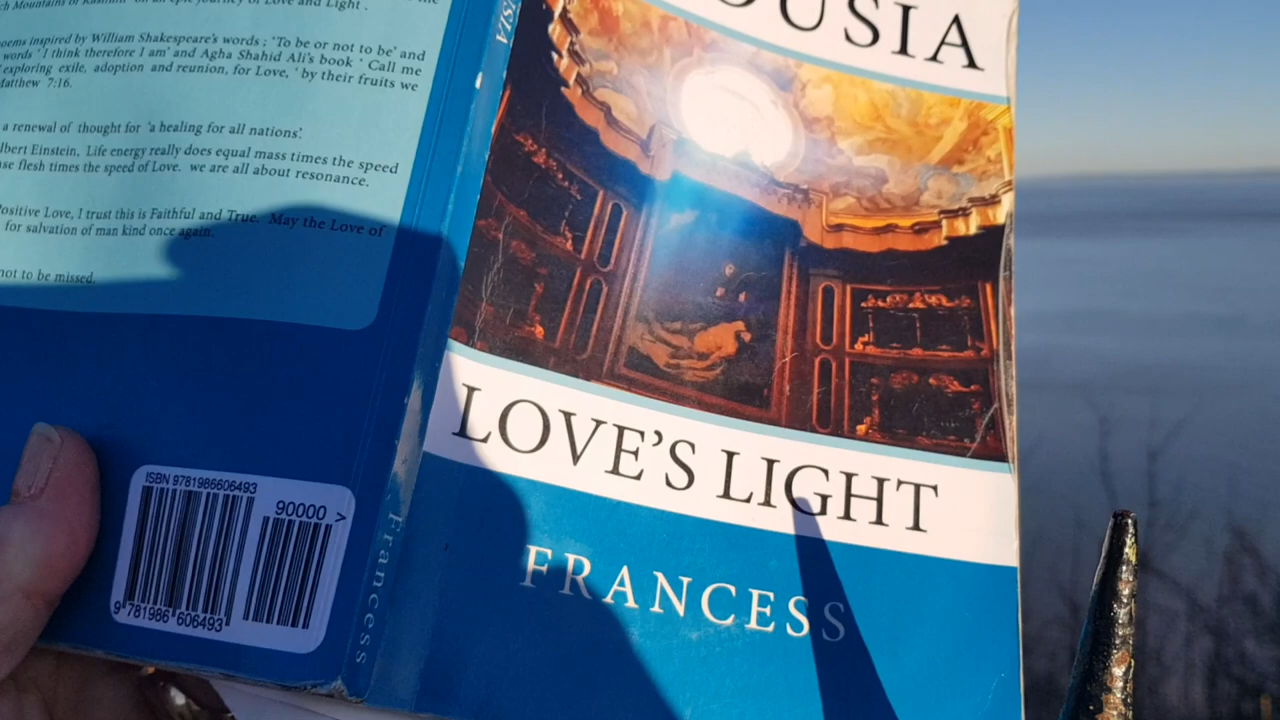 ch Mountains of Kashmir on an epic journey of Love and Light .
oems inspired by William Shakespeare's words ; 'To be or not to be' and
words ' I think therefore I am' and Agha Shahid Ali's book ' Call me
exploring exile, adoption and reunion, for Love, ' by their fruits we
Matthew 7:16.
a renewal of thought for 'a healing for all nations'.
lbert Einstein, Life energy really does equal mass times the speed
se flesh times the speed of Love. we are all about resonance.
Positive Love, I trust this is Faithful and True. May the Love of
for salvation of man kind once again.
not to be missed.
ISBN 9781986606493
90000 >
9 781986 606493
USIA
Francess
OUSIA
LOVE'S LIGHT
FRANCESS